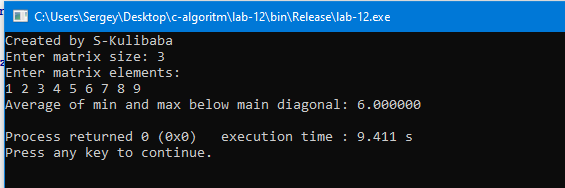 C:\Users\Sergey\Desktop\c-algoritm\lab-12\bin\Release\lab-12.exe
Created by S-Kulibaba
Enter matrix size: 3
Enter matrix elements:
1 2 3 4 5 6 7 8 9
Average of min and max below main diagonal: 6.000000

Process returned 0 (0x0)   execution time : 9.411 s
Press any key to continue.